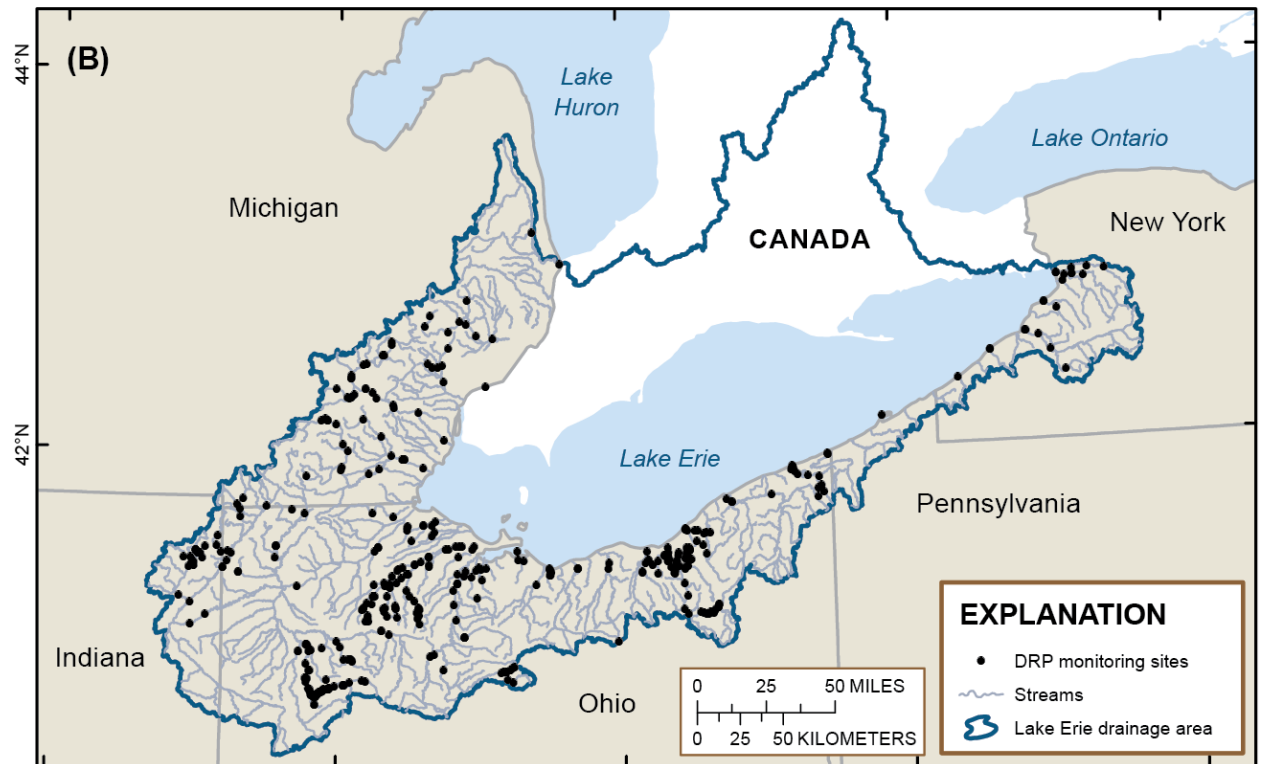 (B)
44°N
42°N
Lake
Huron
Lake Ontario
Michigan
New York
CANADA
Lake Erie
Pennsylvania
Indiana
Ohio
0 25 50 MILES
0 25 50 KILOMETERS
EXPLANATION
DRP monitoring sites
Streams
Lake Erie drainage area